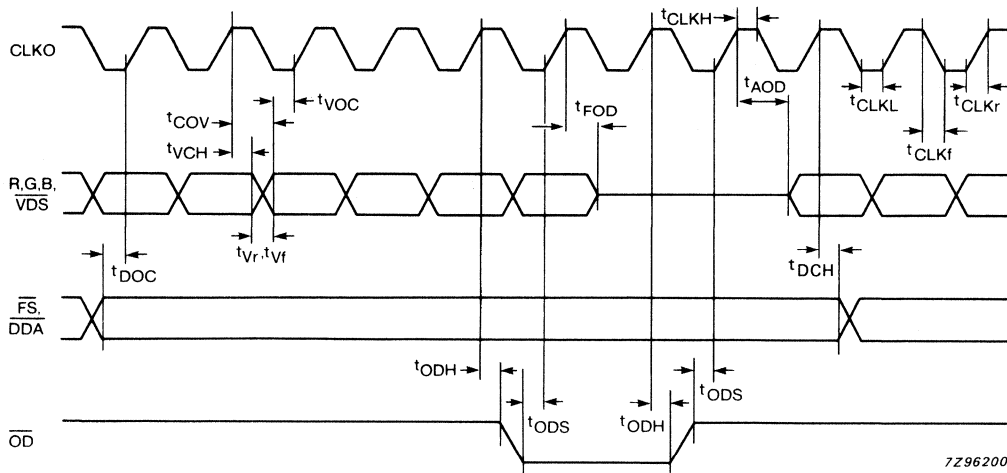 tCLKH
CLKO
tVOC
tAOD
tCOV
tFOD
tCLKL
tCLKr
tVCH
tCLKf
R,G,B,
VDS
tVr,tVf
tDOC
tDCH
FS,
DDA
tODH
tODS
tODH
tODS
OD
7Z96200